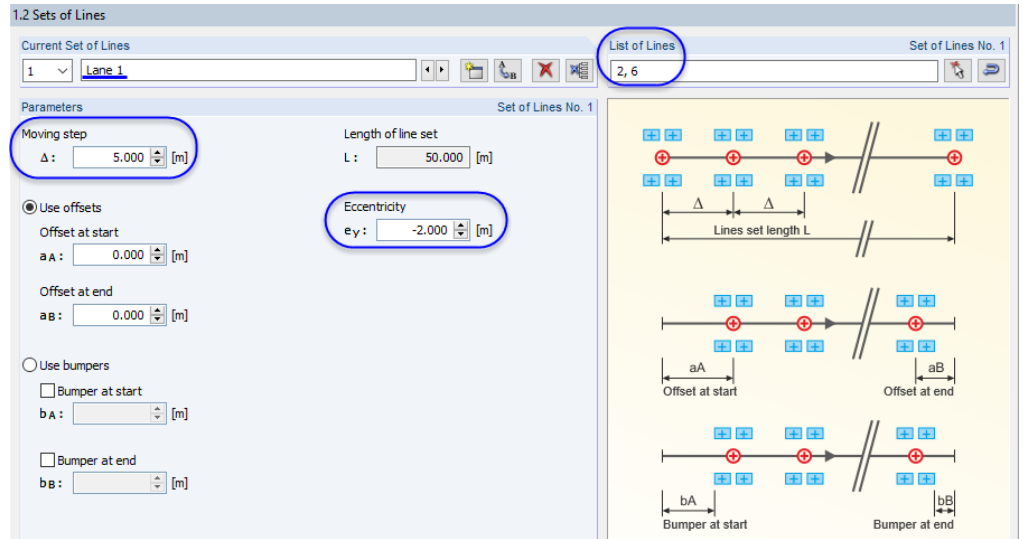 1.2 Sets of Lines
Current Set of Lines
1 Lane 1
List of Lines Set of Lines No. 1
2, 6
Parameters Set of Lines No. 1
Moving step
Δ: 5.000 [m]
Length of line set
L: 50.000 [m]
Use offsets
Offset at start
aA: 0.000 [m]
Offset at end
aB: 0.000 [m]
Eccentricity
ey: -2.000 [m]
Use bumpers
Bumper at start
bA: [m]
Bumper at end
bB: [m]
Δ Δ
Lines set length L
aA aB
Offset at start Offset at end
bA bB
Bumper at start Bumper at end